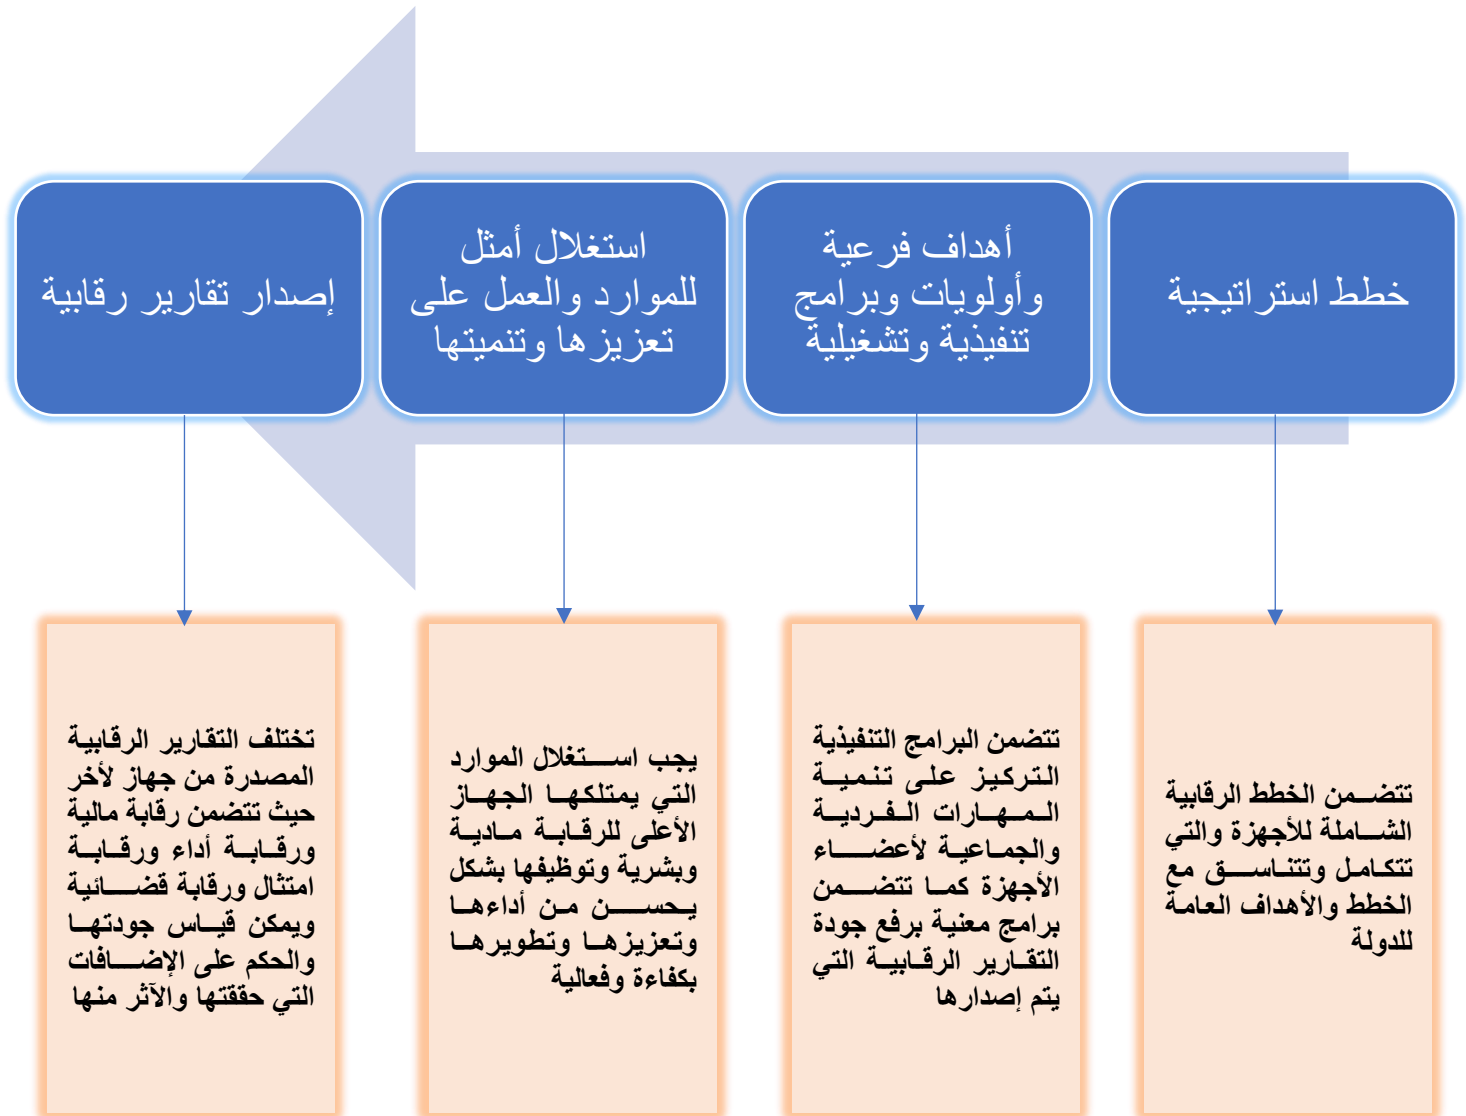 خطط استراتيجية
أهداف فرعية
وأولويات وبرامج
تنفيذية وتشغيلية
استغلال أمثل
للموارد والعمل على
تعزيزها وتنميتها
إصدار تقارير رقابية
تتضمن الخطط الرقابية
الشاملة للأجهزة والتي
تتكامل وتتناسق مع
الخطط والأهداف العامة
للدولة
تتضمن البرامج التنفيذية
التركيز على تنمية
المهارات الفردية
والجماعية لأعضاء
الأجهزة كما تتضمن
برامج معنية برفع جودة
التقارير الرقابية التي
يتم إصدارها
يجب استغلال الموارد
التي يمتلكها الجهاز
الأعلى للرقابة مادية
وبشرية وتوظيفها بشكل
يحسن من أداءها
وتعزيزها وتطويرها
بكفاءة وفعالية
تختلف التقارير الرقابية
المصدرة من جهاز لأخر
حيث تتضمن رقابة مالية
ورقابة أداء ورقابة
امتثال ورقابة قضائية
ويمكن قياس جودتها
والحكم على الإضافات
التي حققتها والآثر منها